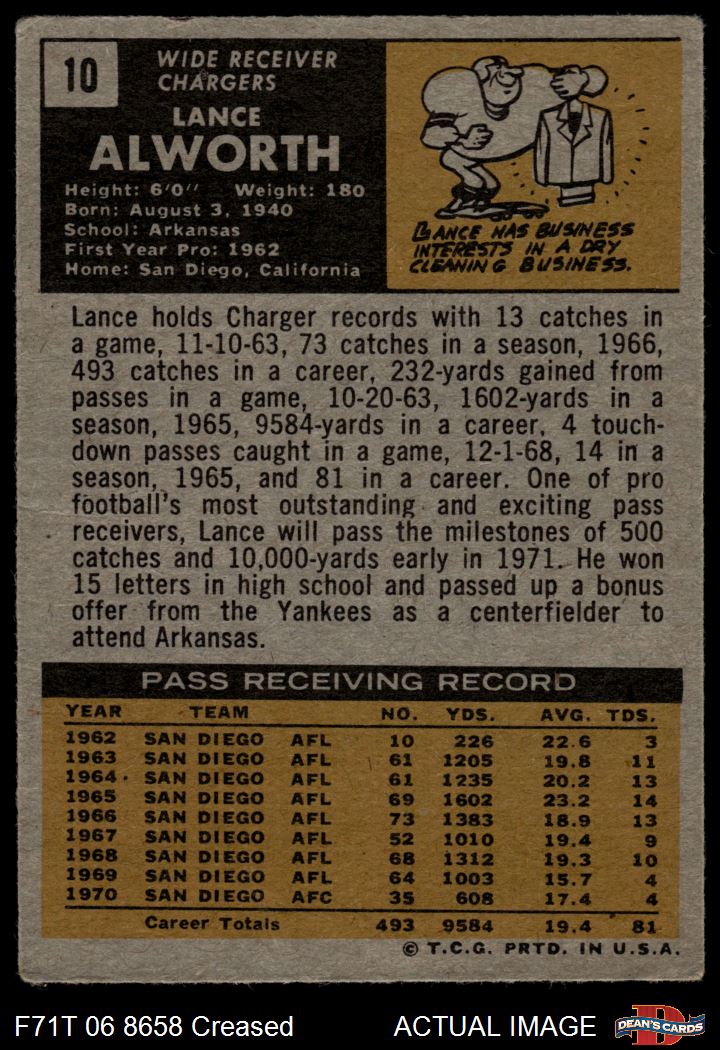 10
WIDE RECEIVER
CHARGERS
LANCE
ALWORTH
Height: 6'0" Weight: 180
Born: August 3, 1940
School: Arkansas
First Year Pro: 1962
Home: San Diego, California
LANCE HAS BUSINESS
INTERESTS IN A DRY
CLEANING BUSINESS.
Lance holds Charger records with 13 catches in
a game, 11-10-63, 73 catches in a season, 1966,
493 catches in a career, 232-yards gained from
passes in a game, 10-20-63, 1602-yards in a
season, 1965, 9584-yards in a career, 4 touch-
down passes caught in a game, 12-1-68, 14 in a
season, 1965, and 81 in a career. One of pro
football's most outstanding and exciting pass
receivers, Lance will pass the milestones of 500
catches and 10,000-yards early in 1971. He won
15 letters in high school and passed up a bonus
offer from the Yankees as a centerfielder to
attend Arkansas.
PASS RECEIVING RECORD
YEAR TEAM NO. YDS. AVG. TDS.
1962 SAN DIEGO AFL 10 226 22.6 3
1963 SAN DIEGO AFL 61 1205 19.8 11
1964 SAN DIEGO AFL 61 1235 20.2 13
1965 SAN DIEGO AFL 69 1602 23.2 14
1966 SAN DIEGO AFL 73 1383 18.9 13
1967 SAN DIEGO AFL 52 1010 19.4 9
1968 SAN DIEGO AFL 68 1312 19.3 10
1969 SAN DIEGO AFL 64 1003 15.7 4
1970 SAN DIEGO AFC 35 608 17.4 4
Career Totals 493 9584 19.4 81
© T.C.G. PRTD. IN U.S.A.
F71T 06 8658 Creased ACTUAL IMAGE
DEAN'S CARDS